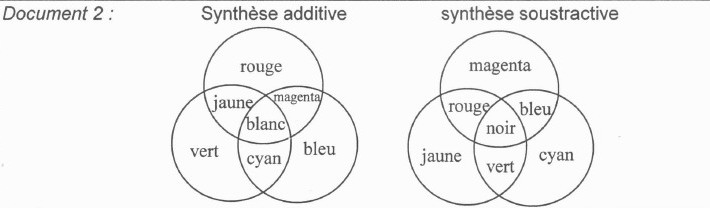 Document 2 : Synthèse additive synthèse soustractive
rouge magenta
jaune magenta rouge bleu
blanc noir
vert cyan bleu jaune vert cyan